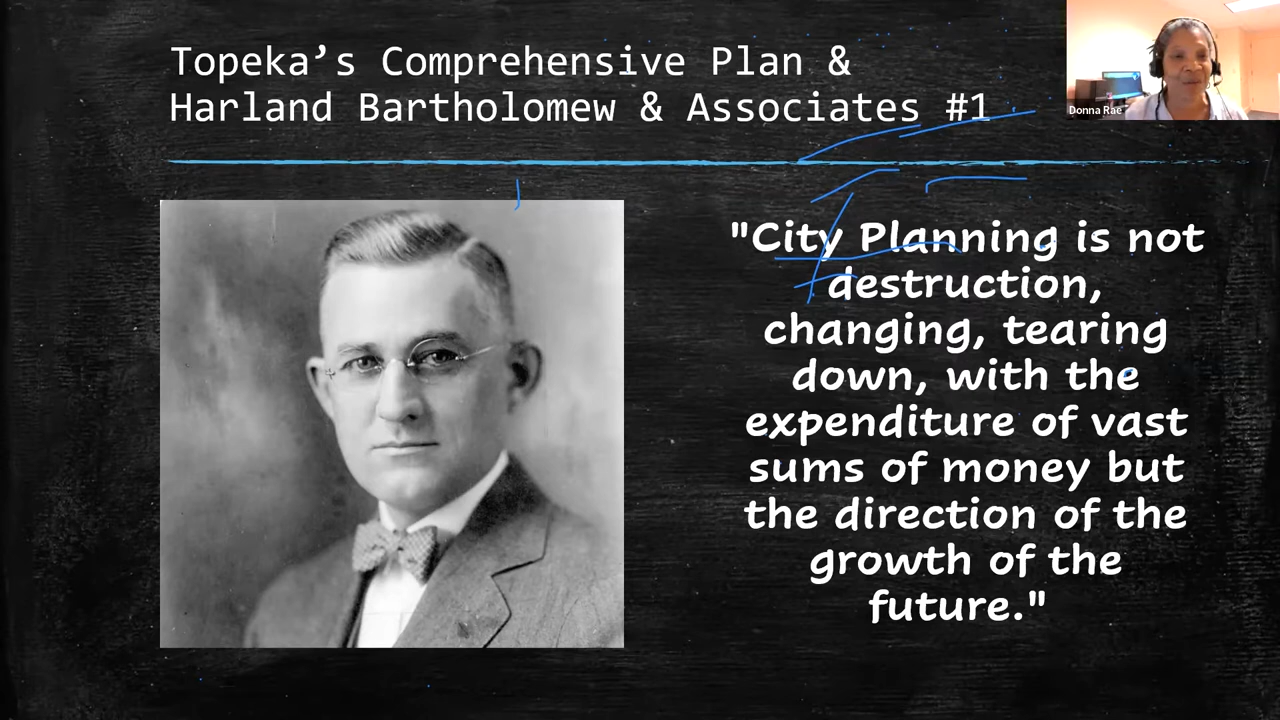 Topeka’s Comprehensive Plan &
Harland Bartholomew & Associates #1
Donna Rae
"City Planning is not
destruction,
changing, tearing
down, with the
expenditure of vast
sums of money but
the direction of the
growth of the
future."